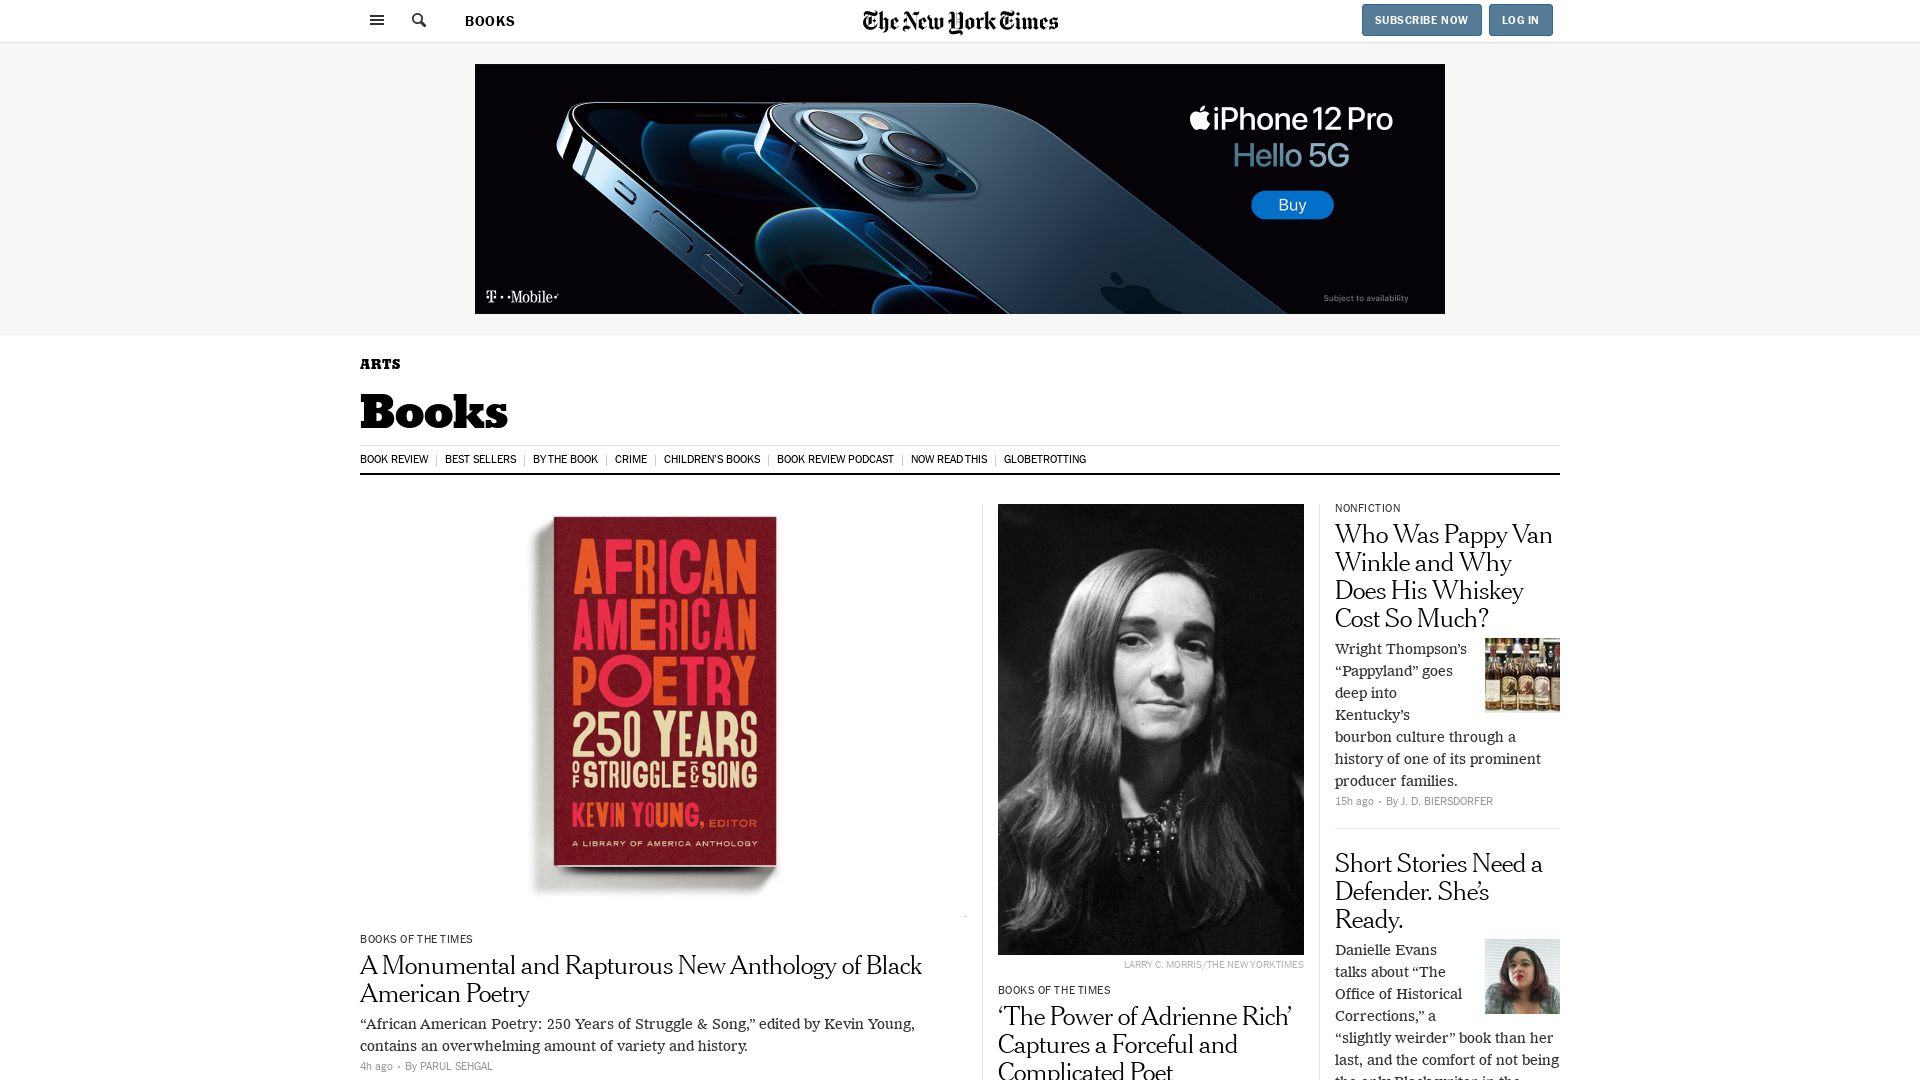 BOOKS
The New York Times
SUBSCRIBE NOW
LOG IN
iPhone 12 Pro
Hello 5G
Buy
T Mobile
Subject to availability
ARTS
Books
BOOK REVIEW
BEST SELLERS
BY THE BOOK
CRIME
CHILDREN'S BOOKS
BOOK REVIEW PODCAST
NOW READ THIS
GLOBETROTTING
AFRICAN
AMERICAN
POETRY
250 YEARS
OF STRUGGLE & SONG
KEVIN YOUNG, EDITOR
A LIBRARY OF AMERICA ANTHOLOGY
BOOKS OF THE TIMES
A Monumental and Rapturous New Anthology of Black
American Poetry
“African American Poetry: 250 Years of Struggle & Song,” edited by Kevin Young,
contains an overwhelming amount of variety and history.
4h ago • By PARUL SEHGAL
LARRY C. MORRIS/THE NEW YORK TIMES
BOOKS OF THE TIMES
‘The Power of Adrienne Rich’
Captures a Forceful and
Complicated Poet
NONFICTION
Who Was Pappy Van
Winkle and Why
Does His Whiskey
Cost So Much?
Wright Thompson’s
“Pappyland” goes
deep into
Kentucky’s
bourbon culture through a
history of one of its prominent
producer families.
15h ago • By J. D. BIERSDORFER
Short Stories Need a
Defender. She’s
Ready.
Danielle Evans
talks about “The
Office of Historical
Corrections,” a
“slightly weirder” book than her
last, and the comfort of not being
the only Black writer in the